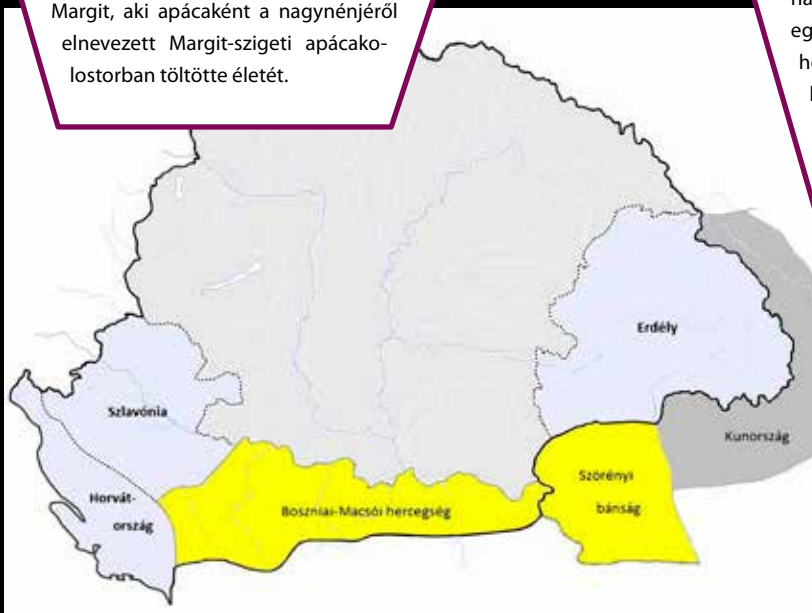 Margit, aki apácaként a nagynénjéről
elnevezett Margit-szigeti apácako-
lostorban töltötte életét.
Erdély
Szlavónia
Kunország
Szörényi
bánság
Horvát-
ország
Boszniai-Macsói hercegség